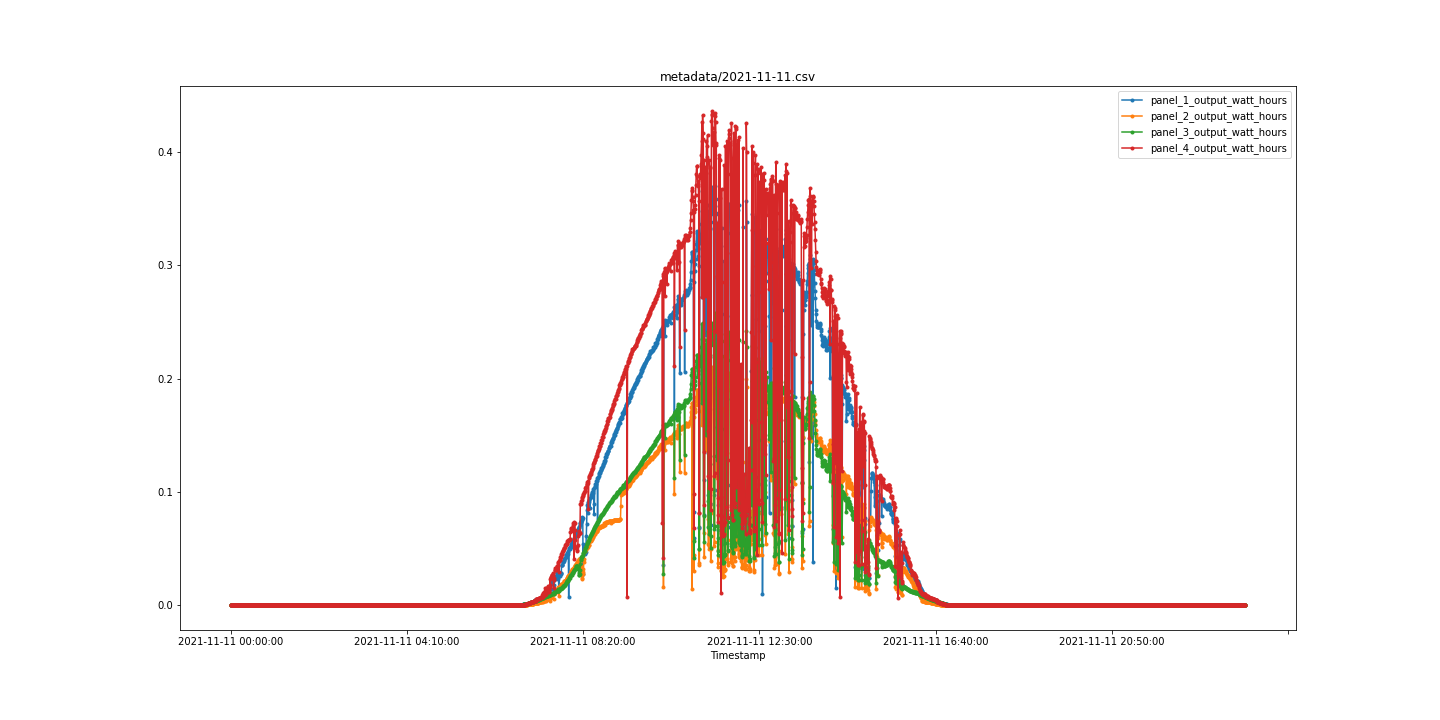 metadata/2021-11-11.csv
panel_1_output_watt_hours
panel_2_output_watt_hours
panel_3_output_watt_hours
panel_4_output_watt_hours
0.4
0.3
0.2
0.1
0.0
2021-11-11 00:00:00 2021-11-11 04:10:00 2021-11-11 08:20:00 2021-11-11 12:30:00 2021-11-11 16:40:00 2021-11-11 20:50:00
Timestamp